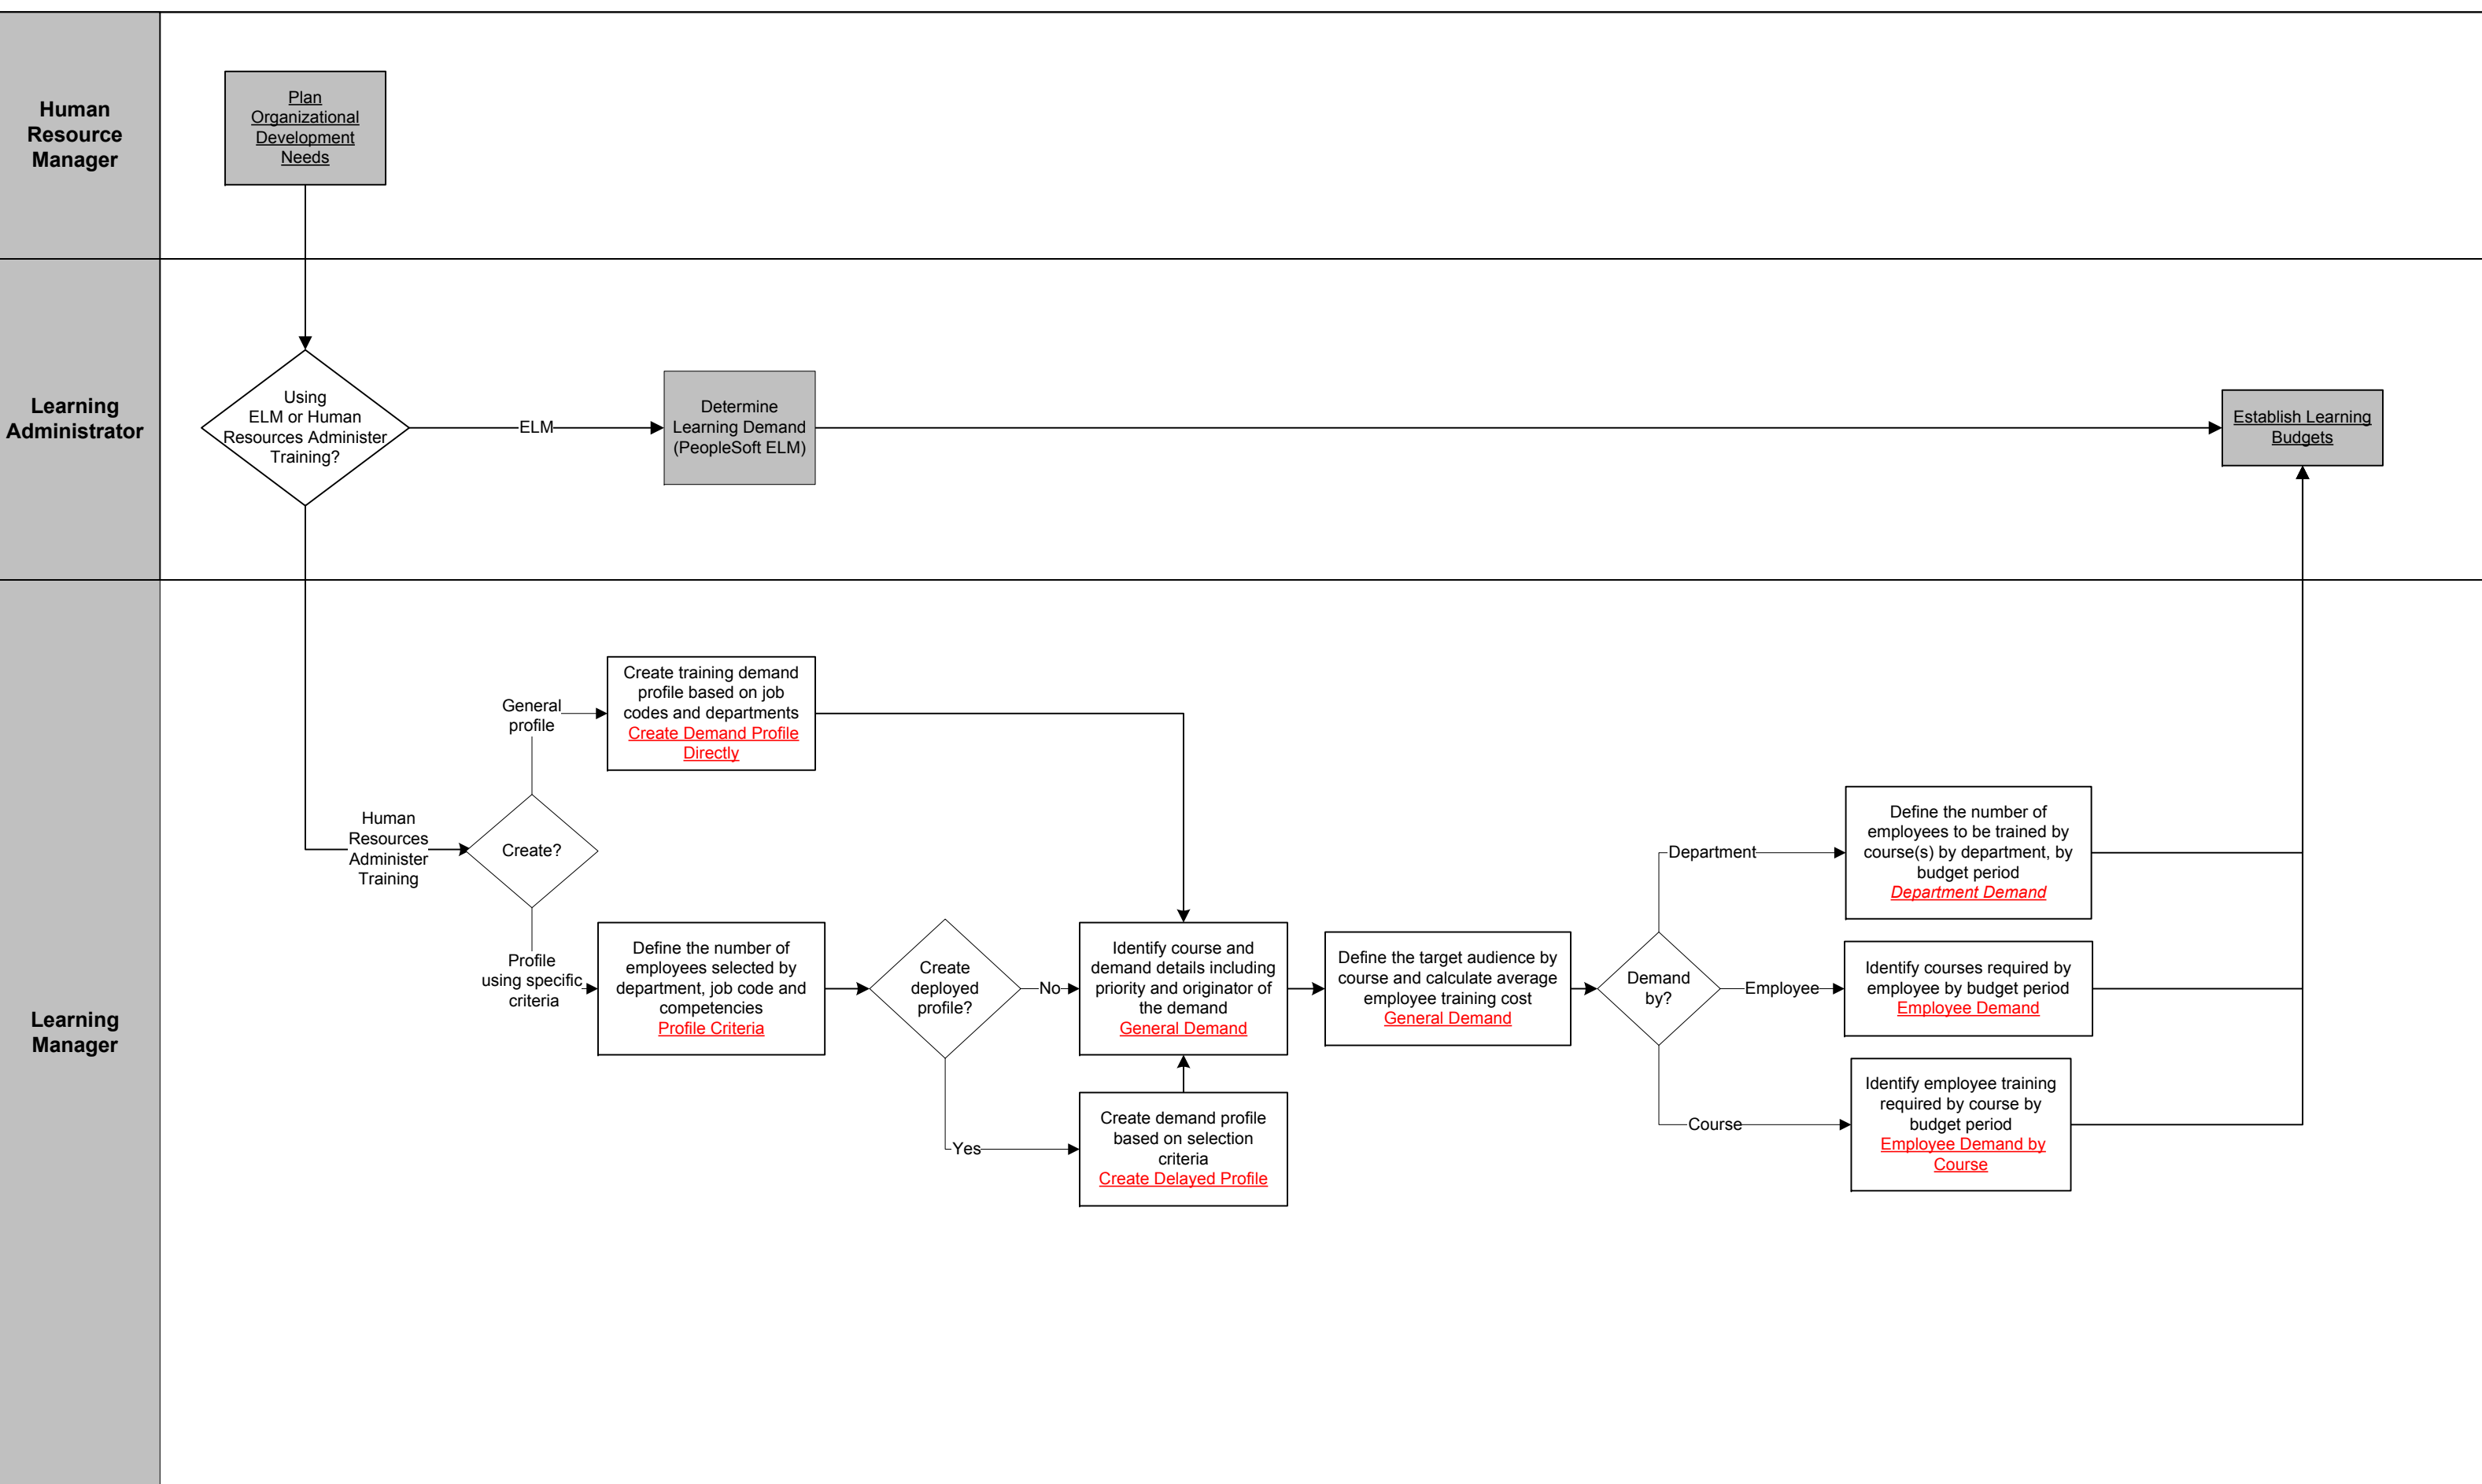 Human
Resource
Manager
Plan
Organizational
Development
Needs
Learning
Administrator
Using
ELM or Human
Resources Administer
Training?
ELM
Determine
Learning Demand
(PeopleSoft ELM)
Establish Learning
Budgets
Learning
Manager
Human
Resources
Administer
Training
Create?
General
profile
Create training demand
profile based on job
codes and departments
Create Demand Profile
Directly
Profile
using specific
criteria
Define the number of
employees selected by
department, job code and
competencies
Profile Criteria
Create
deployed
profile?
No
Yes
Identify course and
demand details including
priority and originator of
the demand
General Demand
Create demand profile
based on selection
criteria
Create Delayed Profile
Define the target audience by
course and calculate average
employee training cost
General Demand
Demand
by?
Department
Define the number of
employees to be trained by
course(s) by department, by
budget period
Department Demand
Employee
Identify courses required by
employee by budget period
Employee Demand
Course
Identify employee training
required by course by
budget period
Employee Demand by
Course